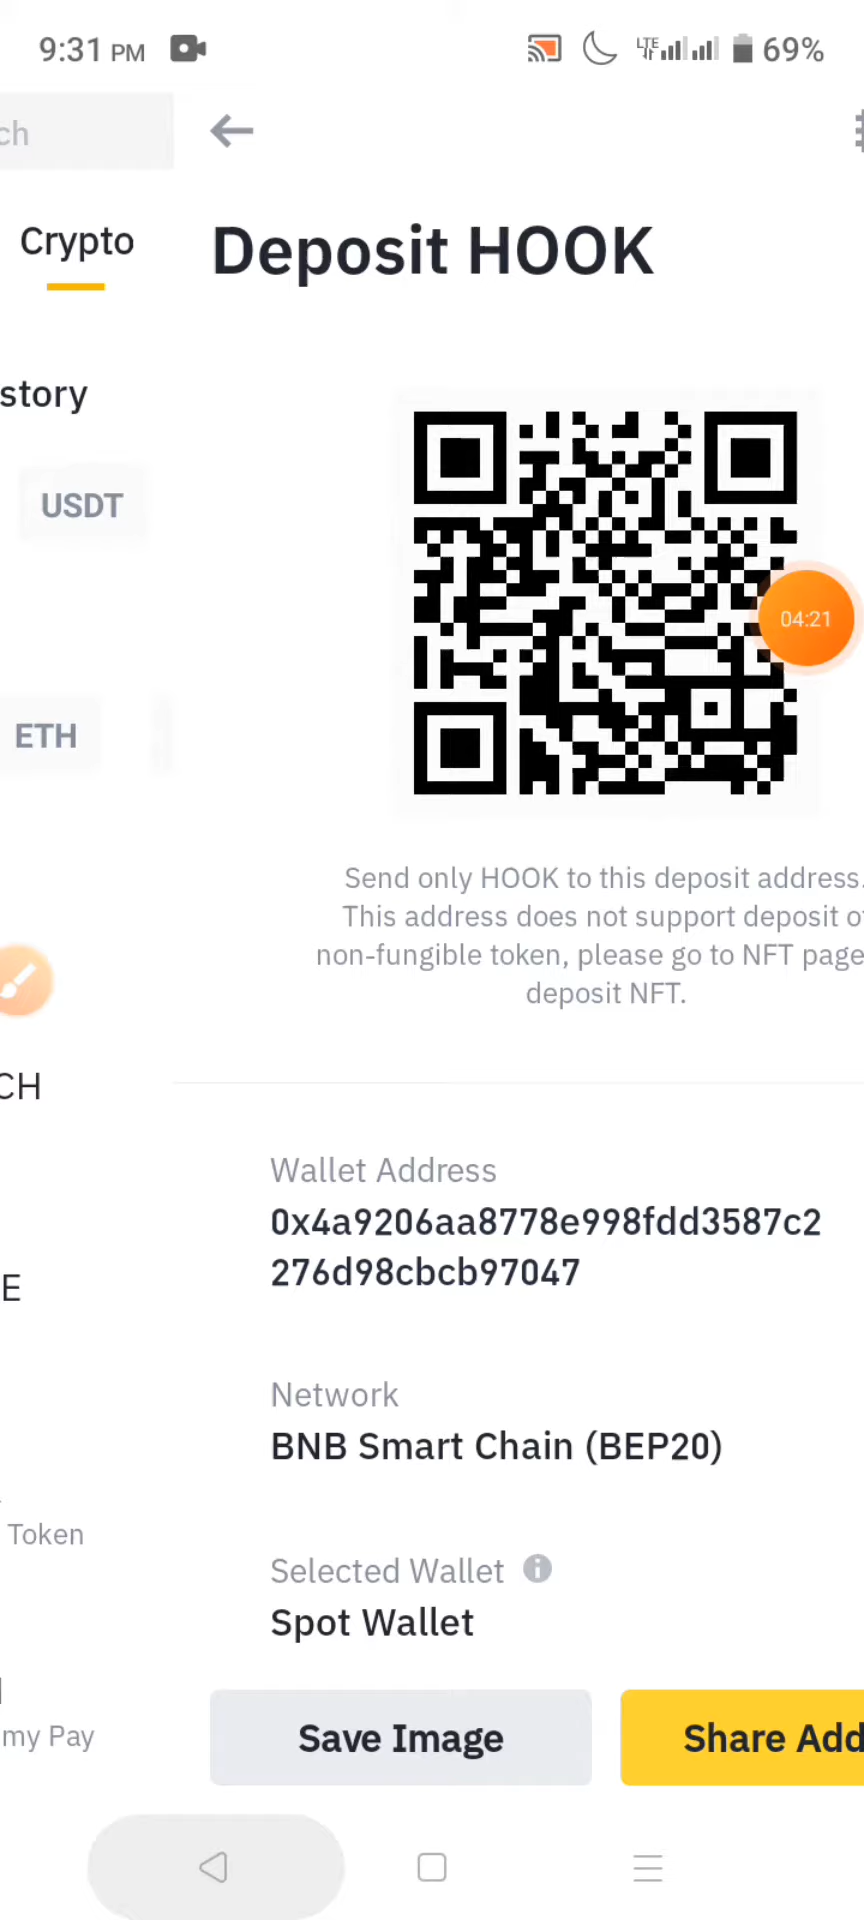 9:31 PM
LTE 69%
ch
Crypto
Deposit HOOK
story
USDT
04:21
ETH
Send only HOOK to this deposit address.
This address does not support deposit of
non-fungible token, please go to NFT page
deposit NFT.
CH
Wallet Address
0x4a9206aa8778e998fdd3587c2
276d98cbcb97047
E
Network
BNB Smart Chain (BEP20)
Token
Selected Wallet
Spot Wallet
my Pay
Save Image
Share Add